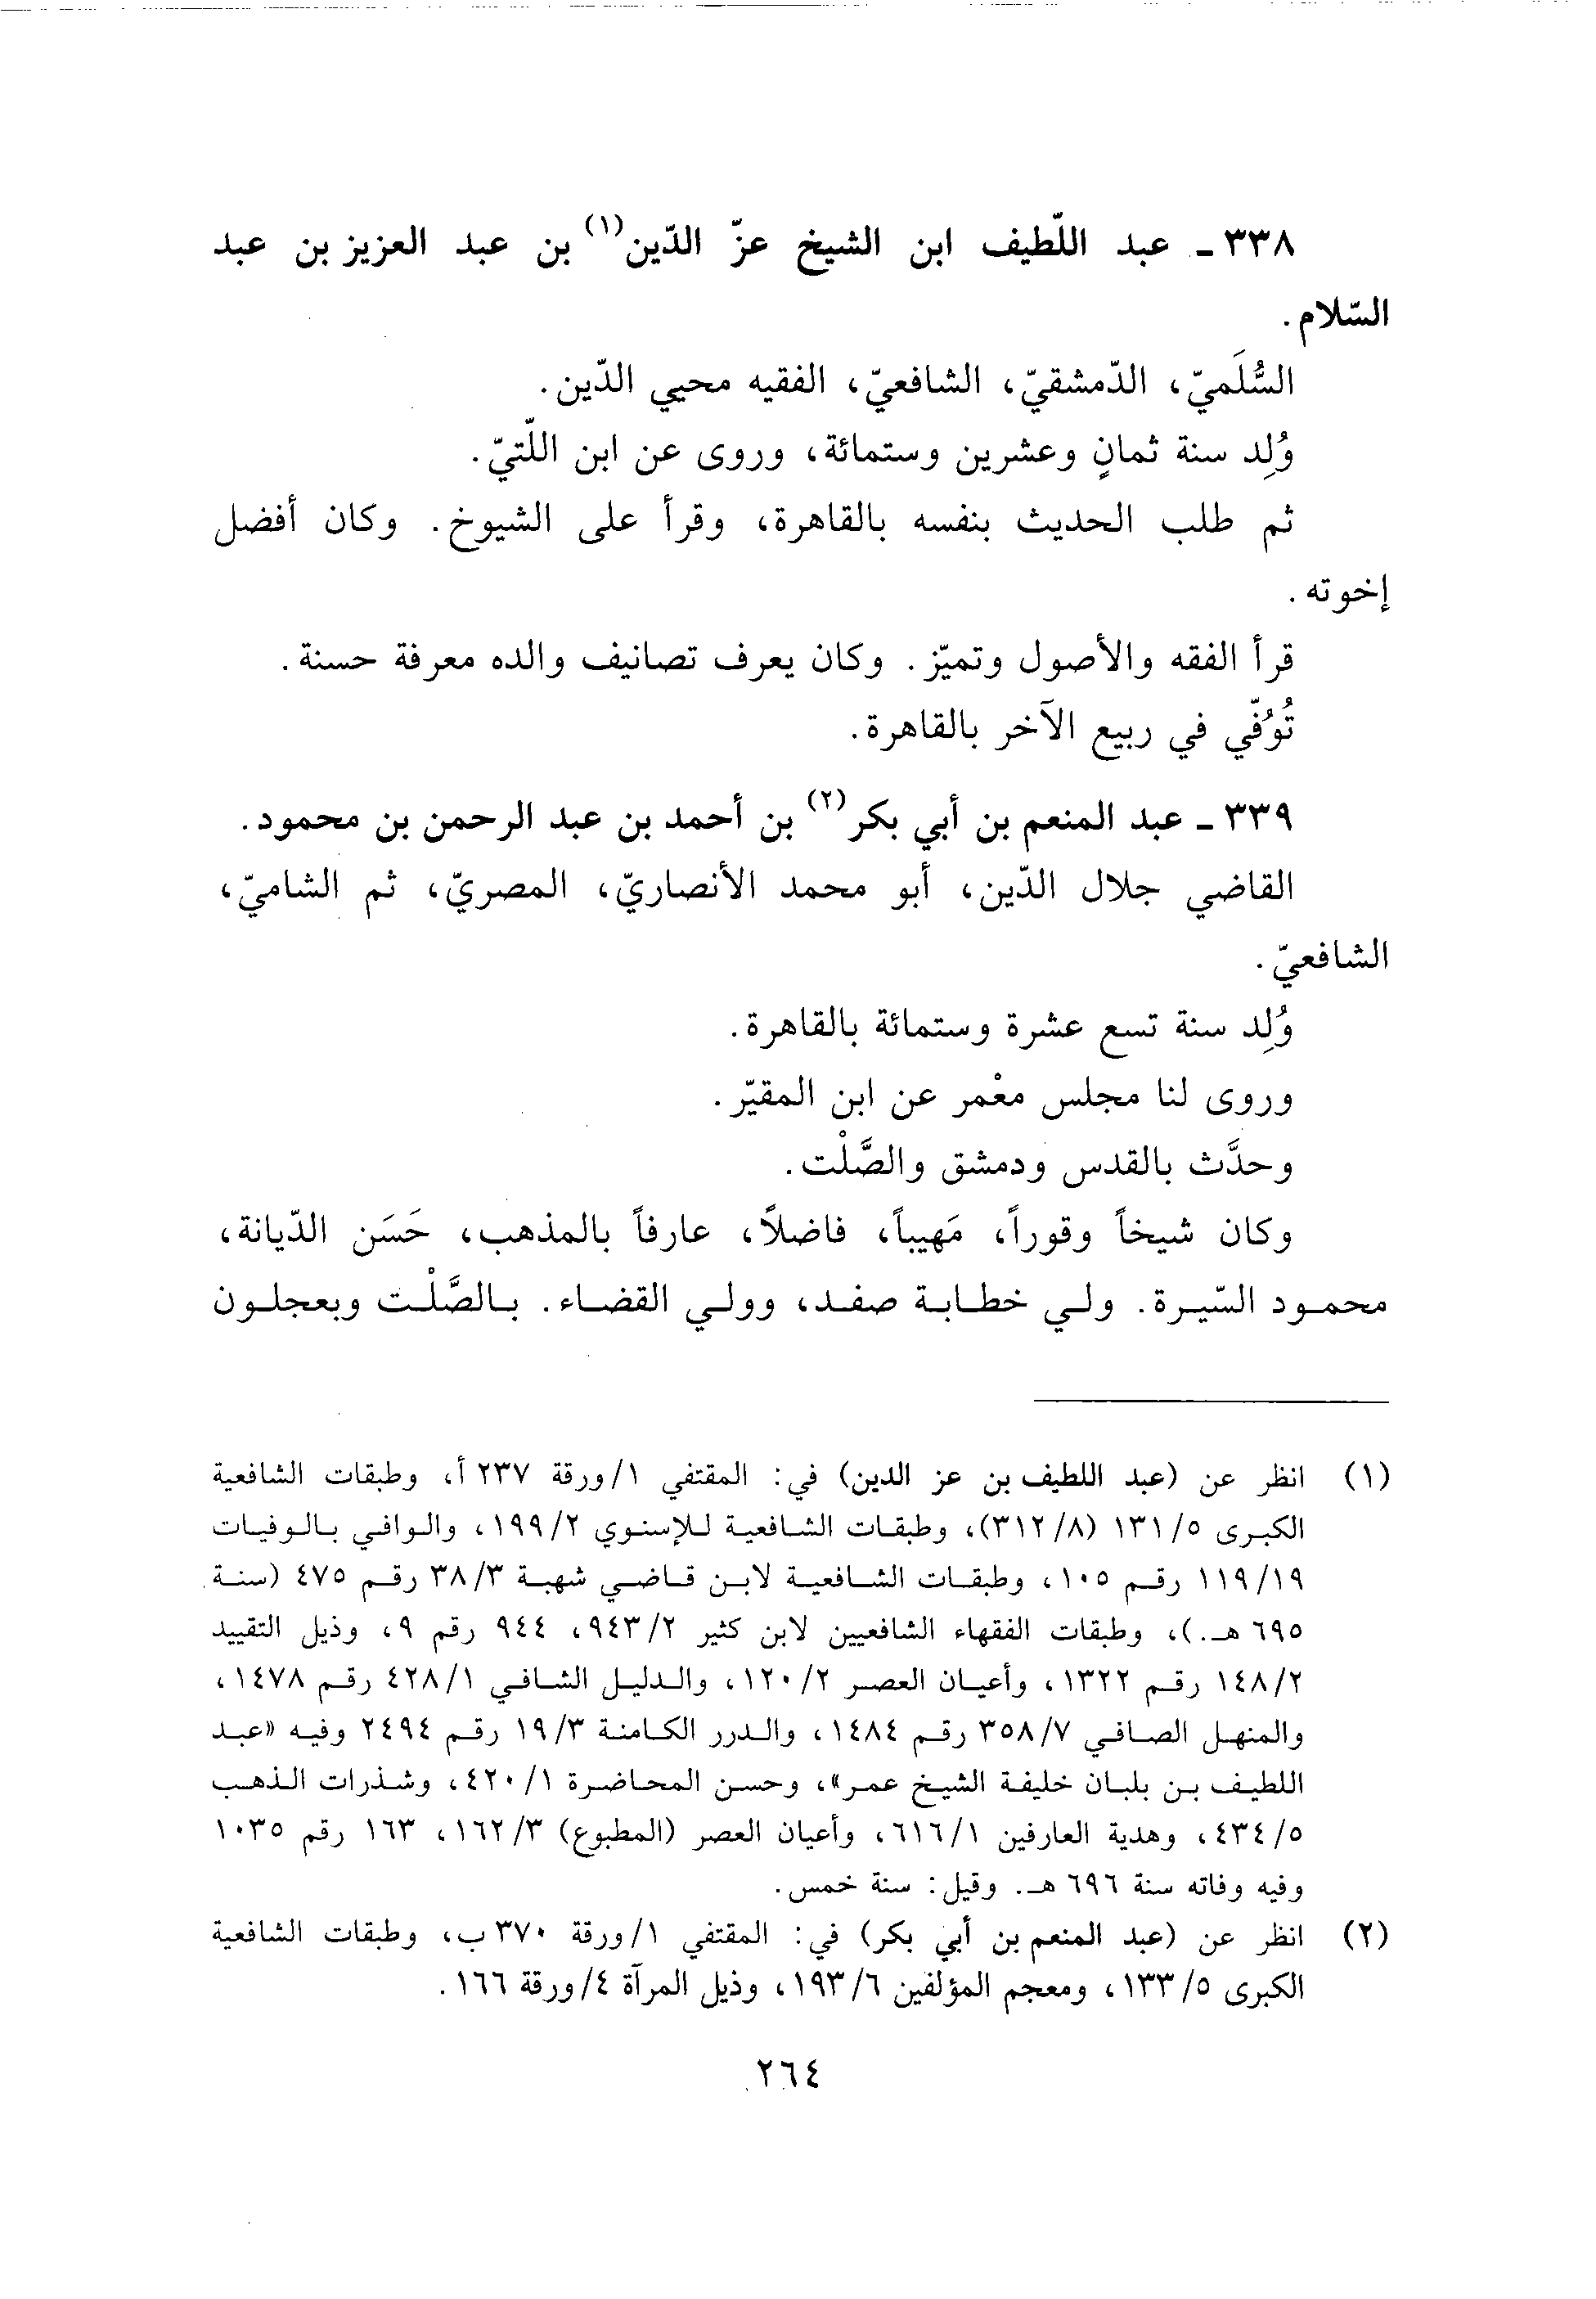 ٣٣٨ ـ عبد اللّطيف ابن الشيخ عزّ الدّين(١) بن عبد العزيز بن عبد
السّلام.
السُّلَميّ، الدّمشقيّ، الشافعيّ، الفقيه محيي الدّين.
وُلِد سنة ثمانٍ وعشرين وستمائة، وروى عن ابن اللّتيّ.
ثم طلب الحديث بنفسه بالقاهرة، وقرأ على الشيوخ. وكان أفضل
إخوته.
قرأ الفقه والأصول وتميّز. وكان يعرف تصانيف والده معرفة حسنة.
تُوُفّي في ربيع الآخر بالقاهرة.
٣٣٩ ـ عبد المنعم بن أبي بكر(٢) بن أحمد بن عبد الرحمن بن محمود.
القاضي جلال الدّين، أبو محمد الأنصاريّ، المصريّ، ثم الشاميّ،
الشافعيّ.
وُلِد سنة تسع عشرة وستمائة بالقاهرة.
وروى لنا مجلس معْمر عن ابن المقيّر.
وحدَّث بالقدس ودمشق والصَّلْت.
وكان شيخاً وقوراً، مَهيباً، فاضلاً، عارفاً بالمذهب، حَسَن الدّيانة،
محمود السّيرة. ولي خطابة صفد، وولي القضاء. بالصَّلْت وبعجلون
(١) انظر عن (عبد اللطيف بن عز الدين) في: المقتفي ١/ورقة ٢٣٧ أ، وطبقات الشافعية
الكبرى ٥/١٣١ (٨/٣١٢)، وطبقات الشافعية للإسنوي ٢/١٩٩، والوافي بالوفيات
١٩/١١٩ رقم ١٠٥، وطبقات الشافعية لابن قاضي شهبة ٣/٣٨ رقم ٤٧٥ (سنة
٦٩٥ هـ.)، وطبقات الفقهاء الشافعيين لابن كثير ٢/٩٤٣، ٩٤٤ رقم ٩، وذيل التقييد
٢/١٤٨ رقم ١٣٢٢، وأعيان العصر ٢/١٢٠، والدليل الشافي ١/٤٢٨ رقم ١٤٧٨،
والمنهل الصافي ٧/٣٥٨ رقم ١٤٨٤، والدرر الكامنة ٣/١٩ رقم ٢٤٩٤ وفيه «عبد
اللطيف بن بلبان خليفة الشيخ عمر»، وحسن المحاضرة ١/٤٢٠، وشذرات الذهب
٥/٤٣٤، وهدية العارفين ١/٦١٦، وأعيان العصر (المطبوع) ٣/١٦٢، ١٦٣ رقم ١٠٣٥
وفيه وفاته سنة ٦٩٦ هـ. وقيل: سنة خمس.
(٢) انظر عن (عبد المنعم بن أبي بكر) في: المقتفي ١/ورقة ٣٧٠ ب، وطبقات الشافعية
الكبرى ٥/١٣٣، ومعجم المؤلفين ٦/١٩٣، وذيل المرآة ٤/ورقة ١٦٦.
٢٦٤